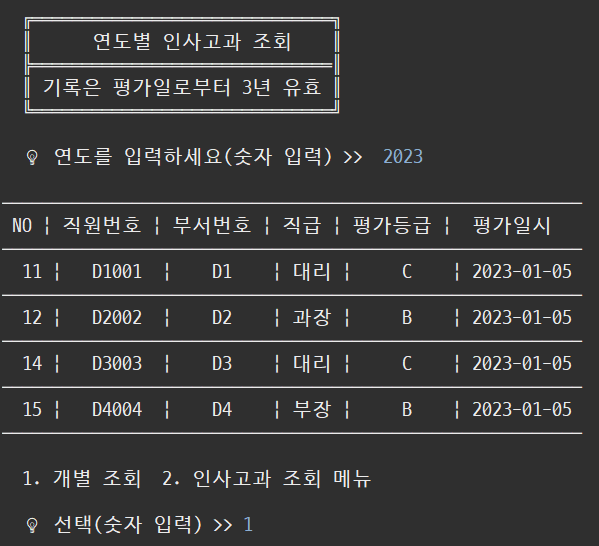 연도별 인사고과 조회
기록은 평가일로부터 3년 유효
💡 연도를 입력하세요(숫자 입력) >> 2023
NO ¦ 직원번호 ¦ 부서번호 ¦ 직급 ¦ 평가등급 ¦ 평가일시
11 ¦ D1001 ¦ D1 ¦ 대리 ¦ C ¦ 2023-01-05
12 ¦ D2002 ¦ D2 ¦ 과장 ¦ B ¦ 2023-01-05
14 ¦ D3003 ¦ D3 ¦ 대리 ¦ C ¦ 2023-01-05
15 ¦ D4004 ¦ D4 ¦ 부장 ¦ B ¦ 2023-01-05
1. 개별 조회 2. 인사고과 조회 메뉴
💡 선택(숫자 입력) >> 1